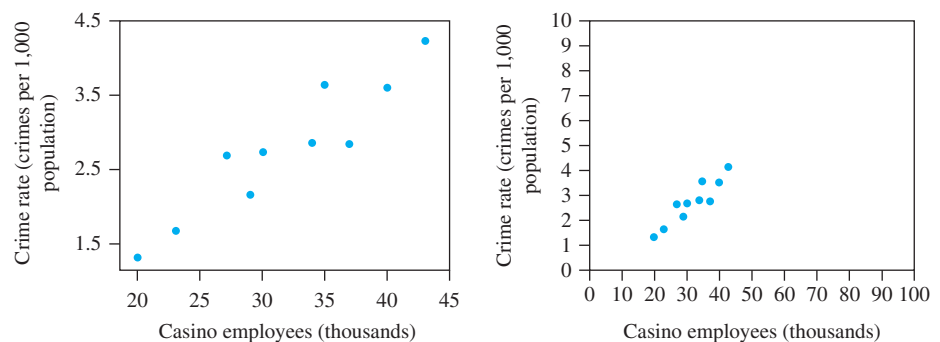 Crime rate (crimes per 1,000
population)
4.5
3.5
2.5
1.5
20 25 30 35 40 45
Casino employees (thousands)
Crime rate (crimes per 1,000
population)
10
9
8
7
6
5
4
3
2
1
0
0 10 20 30 40 50 60 70 80 90 100
Casino employees (thousands)